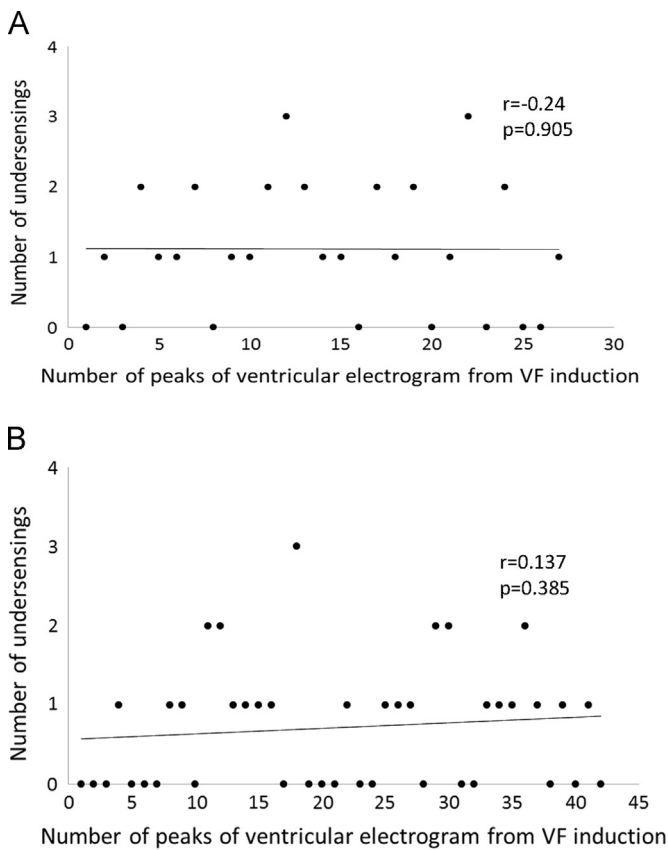 A
4
3
2
1
0
Number of undersensings
r=-0.24
p=0.905
0 5 10 15 20 25 30
Number of peaks of ventricular electrogram from VF induction
B
4
3
2
1
0
Number of undersensings
r=0.137
p=0.385
0 5 10 15 20 25 30 35 40 45
Number of peaks of ventricular electrogram from VF induction